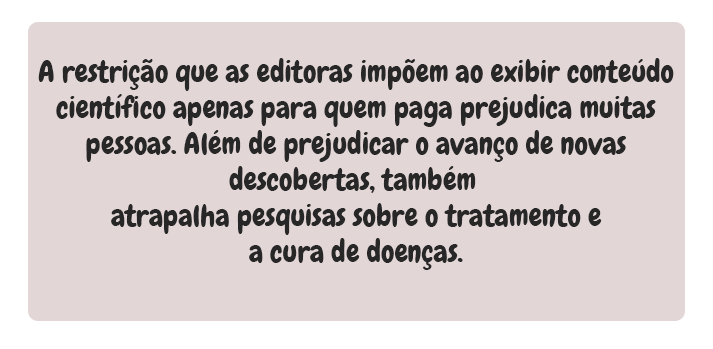 A restrição que as editoras impõem ao exibir conteúdo
científico apenas para quem paga prejudica muitas
pessoas. Além de prejudicar o avanço de novas
descobertas, também
atrapalha pesquisas sobre o tratamento e
a cura de doenças.